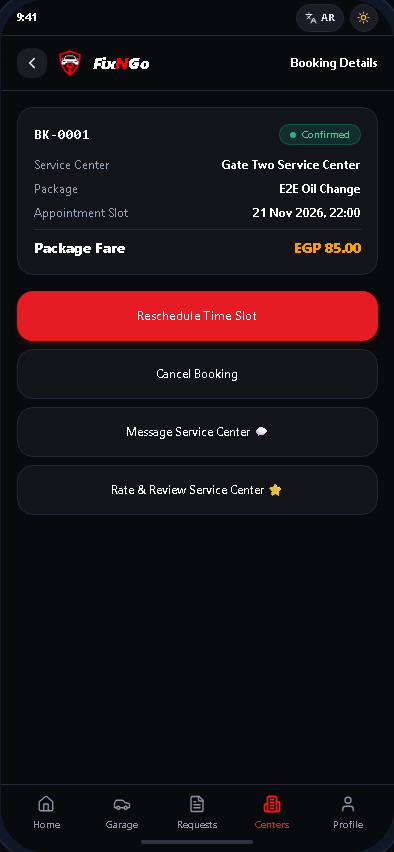 9:41
AR
FixNGo
Booking Details
BK-0001
Confirmed
Service Center
Gate Two Service Center
Package
E2E Oil Change
Appointment Slot
21 Nov 2026, 22:00
Package Fare
EGP 85.00
Reschedule Time Slot
Cancel Booking
Message Service Center 💬
Rate & Review Service Center ⭐
Home
Garage
Requests
Centers
Profile